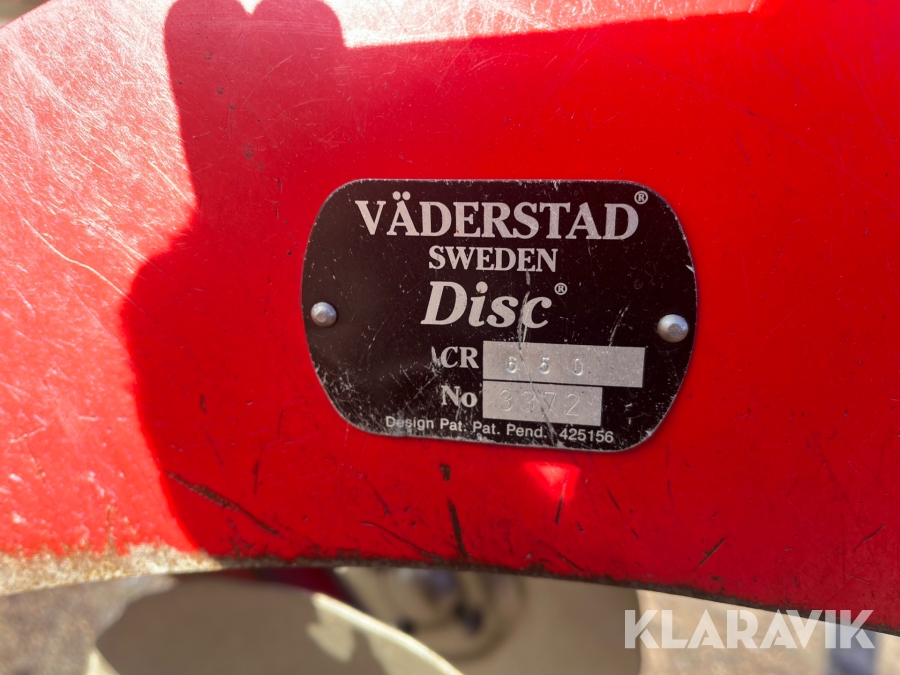 VÄDERSTAD®
SWEDEN
Disc®
CR 650
No 3372
Design Pat. Pat. Pend. 425156
KLARAVIK